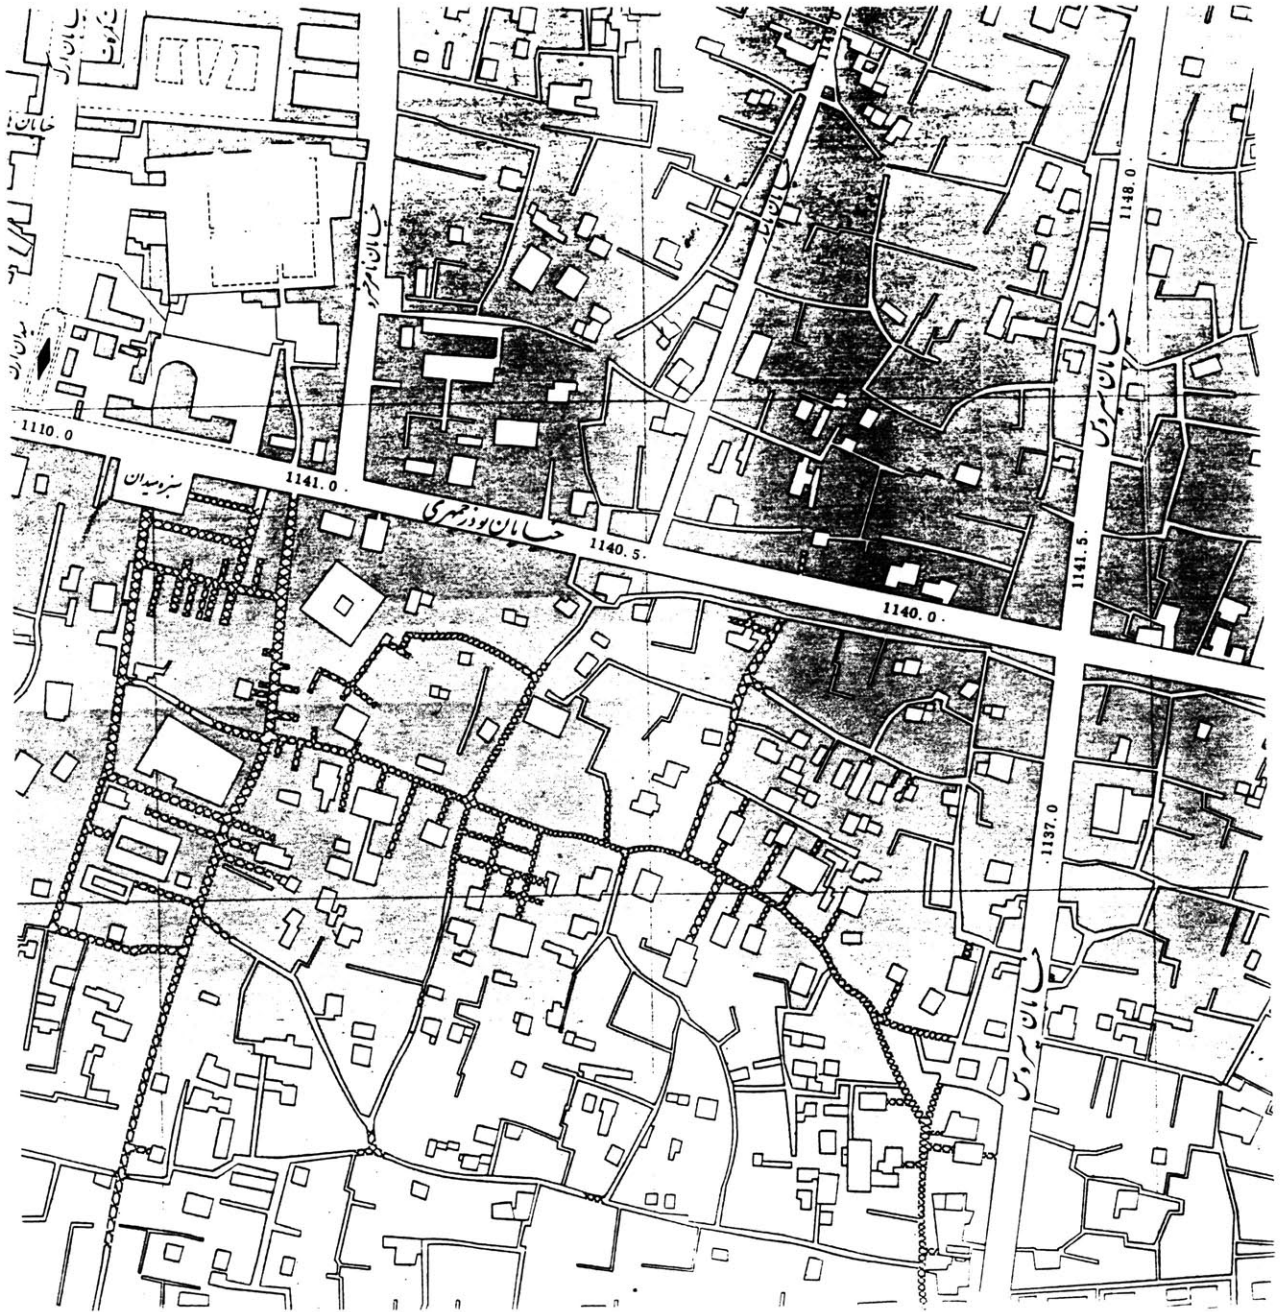 خیابان
میدان ارک
خیابان ناصرخسرو
خیابان سیروس
1148.0
1110.0
سبزه میدان
1141.0
خیابان بوذرجمهری
1140.5
1140.0
1141.5
1137.0
خیابان سیروس